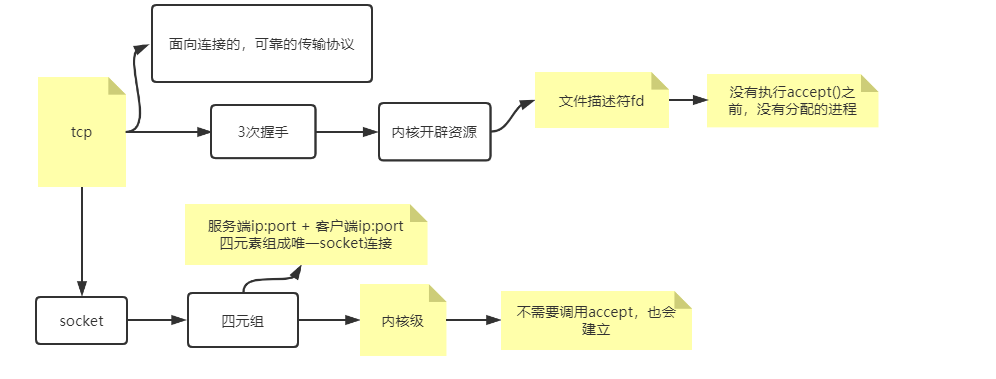 面向连接的，可靠的传输协议
tcp
3次握手
内核开辟资源
文件描述符fd
没有执行accept()之
前，没有分配的进程
服务端ip:port + 客户端ip:port
四元素组成唯一socket连接
socket
四元组
内核级
不需要调用accept，也会
建立